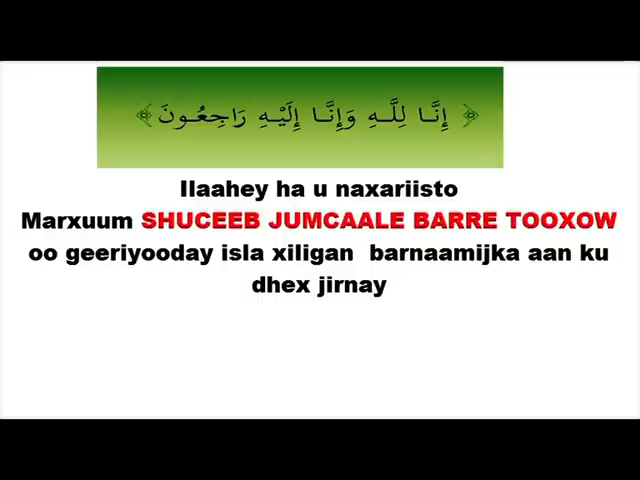 ﴿ إِنَّا لِلَّـهِ وَإِنَّا إِلَيْهِ رَاجِعُونَ ﴾
Ilaahey ha u naxariisto
Marxuum SHUCEEB JUMCAALE BARRE TOOXOW
oo geeriyooday isla xiligan barnaamijka aan ku
dhex jirnay